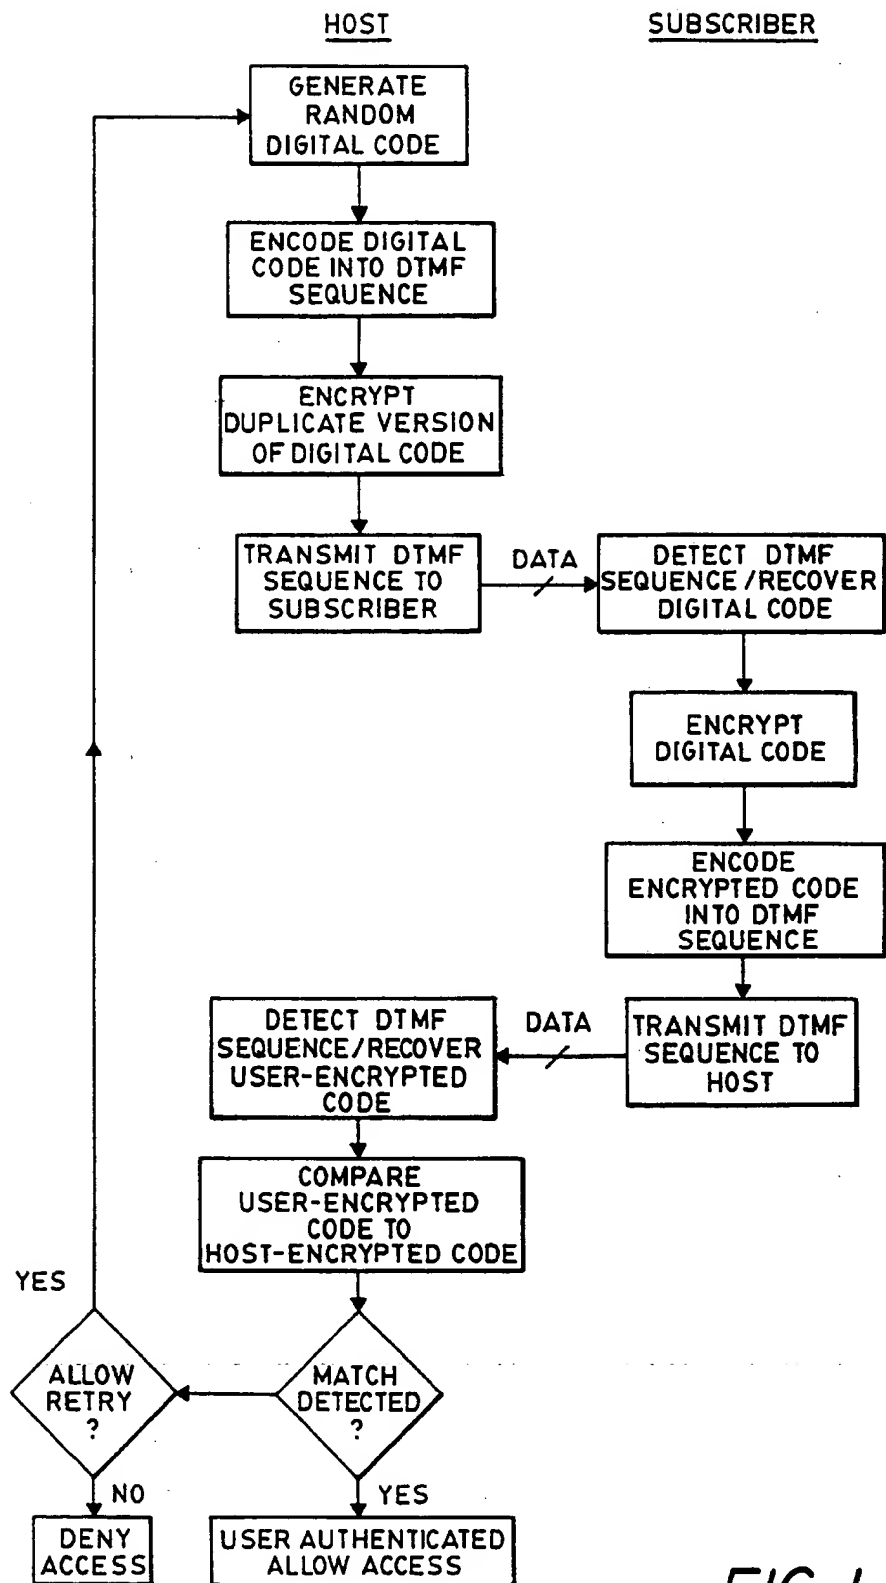 HOST
SUBSCRIBER
GENERATE
RANDOM
DIGITAL CODE
ENCODE DIGITAL
CODE INTO DTMF
SEQUENCE
ENCRYPT
DUPLICATE VERSION
OF DIGITAL CODE
TRANSMIT DTMF
SEQUENCE TO
SUBSCRIBER
DATA
DETECT DTMF
SEQUENCE/RECOVER
DIGITAL CODE
ENCRYPT
DIGITAL CODE
ENCODE
ENCRYPTED CODE
INTO DTMF
SEQUENCE
TRANSMIT DTMF
SEQUENCE TO
HOST
DATA
DETECT DTMF
SEQUENCE/RECOVER
USER-ENCRYPTED
CODE
COMPARE
USER-ENCRYPTED
CODE TO
HOST-ENCRYPTED CODE
MATCH
DETECTED
?
YES
ALLOW
RETRY
?
NO
YES
DENY
ACCESS
USER AUTHENTICATED
ALLOW ACCESS